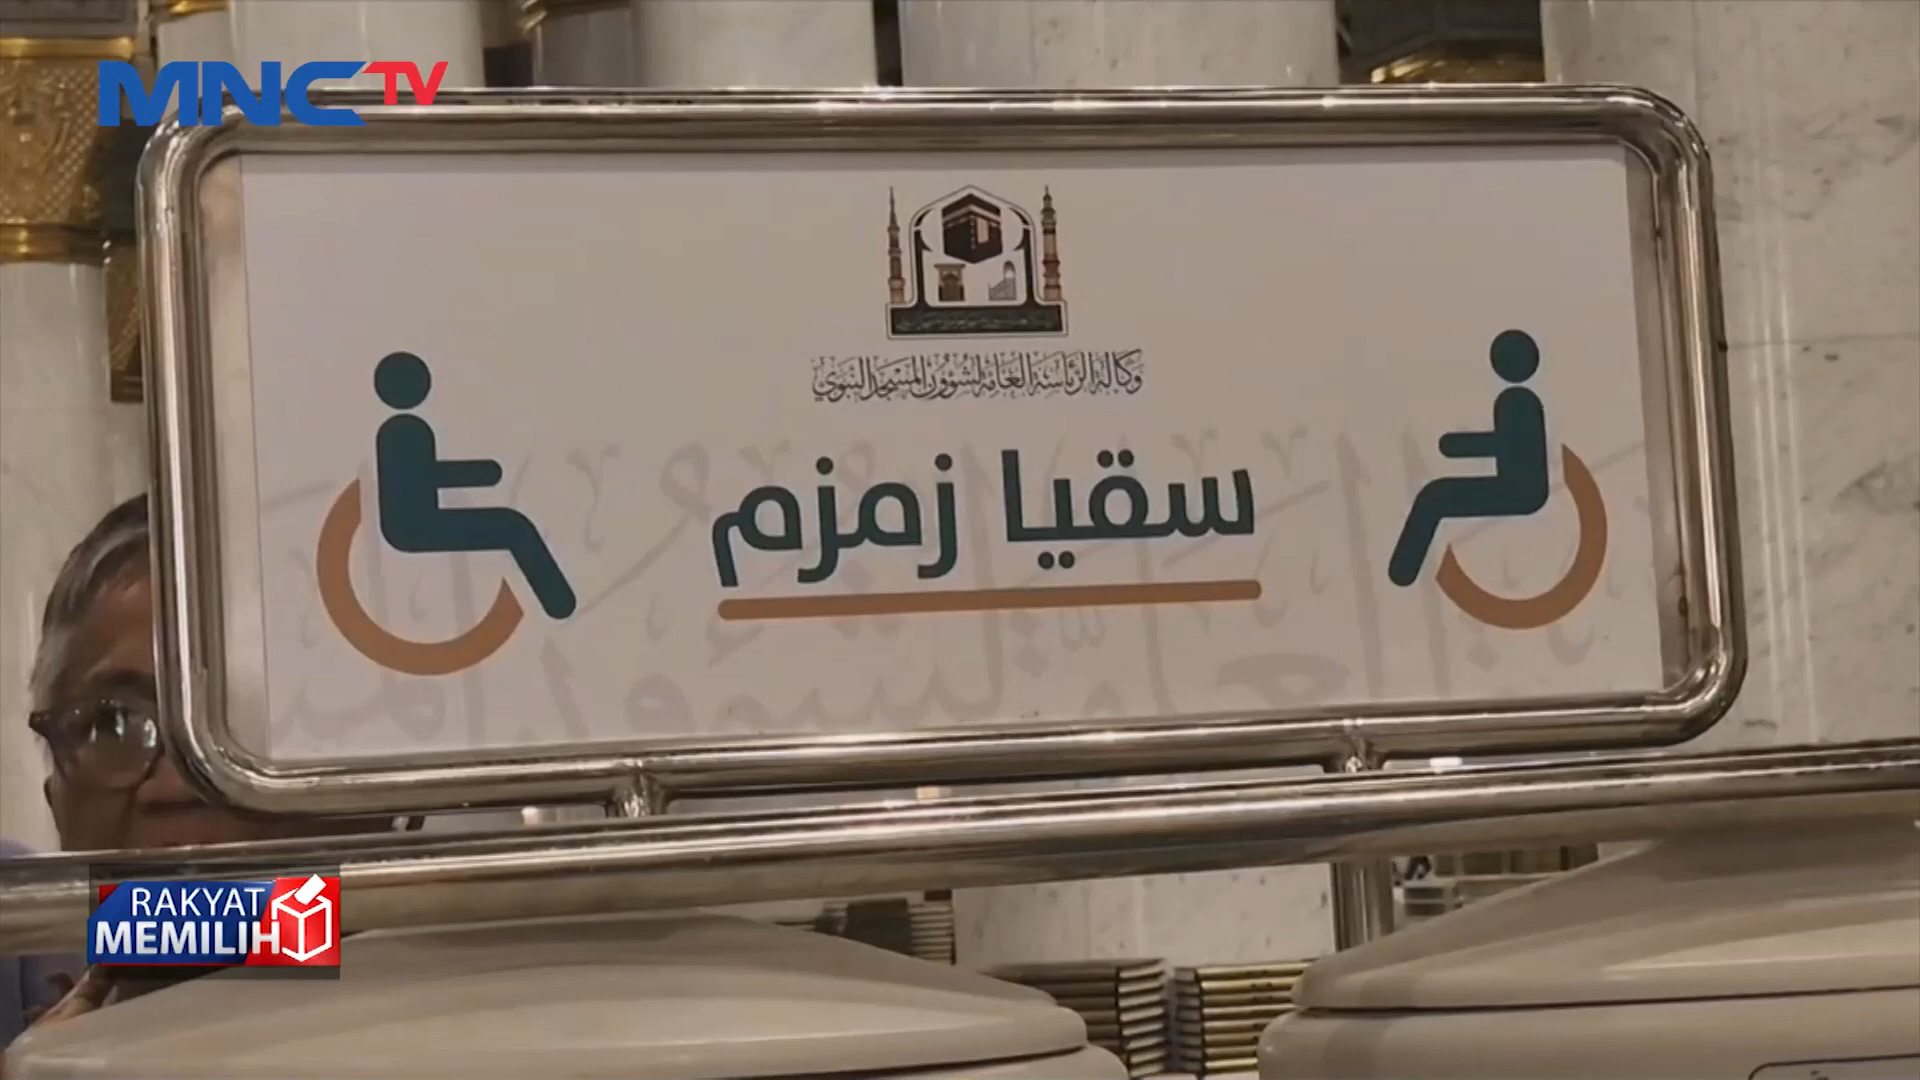 MNCTV
وكالة الرئاسة العامة لشؤون المسجد النبوي
سقيا زمزم
RAKYAT
MEMILIH